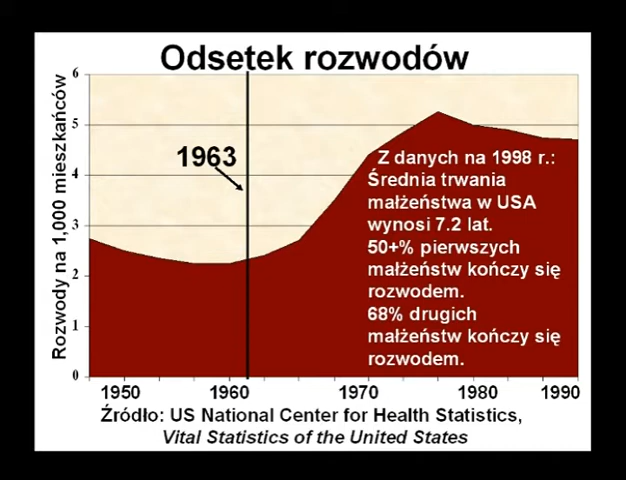 Odsetek rozwodów
Rozwody na 1,000 mieszkańców
6
5
4
3
2
1
0
1963
Z danych na 1998 r.:
Średnia trwania
małżeństwa w USA
wynosi 7.2 lat.
50+% pierwszych
małżeństw kończy się
rozwodem.
68% drugich
małżeństw kończy się
rozwodem.
1950 1960 1970 1980 1990
Źródło: US National Center for Health Statistics,
Vital Statistics of the United States